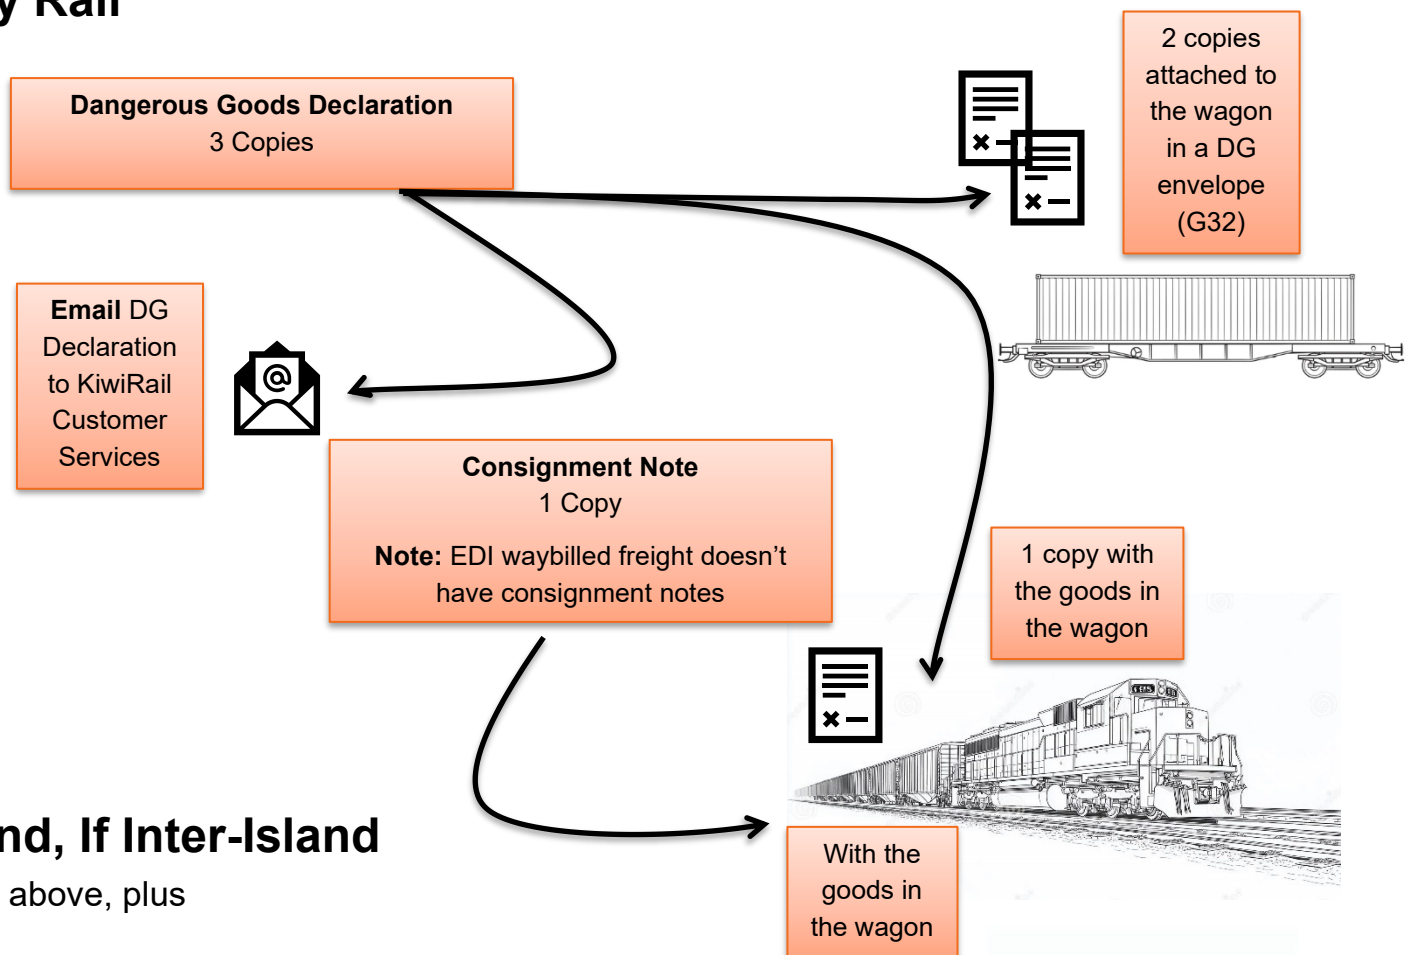 y Rail
Dangerous Goods Declaration
3 Copies
2 copies
attached to
the wagon
in a DG
envelope
(G32)
Email DG
Declaration
to KiwiRail
Customer
Services
@
Consignment Note
1 Copy
Note: EDI waybilled freight doesn't
have consignment notes
1 copy with
the goods in
the wagon
nd, If Inter-Island
above, plus
With the
goods in
the wagon